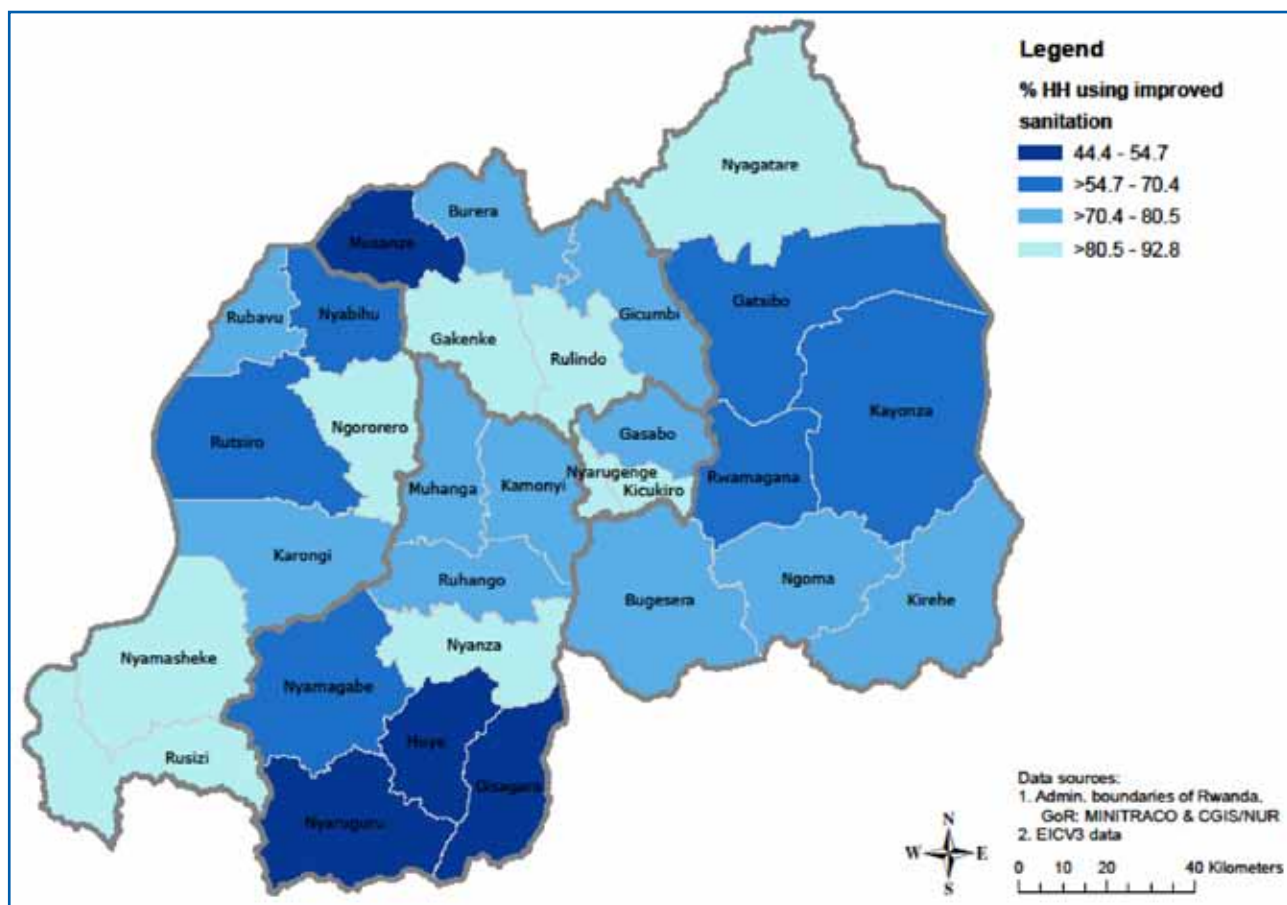 Legend
% HH using improved
sanitation
44.4 - 54.7
>54.7 - 70.4
>70.4 - 80.5
>80.5 - 92.8
Nyagatare
Burera
Musanze
Gatsibo
Nyabihu
Rubavu
Gicumbi
Gakenke
Rulindo
Kayonza
Ngororero
Gasabo
Rutsiro
Nyarugenge
Rwamagana
Muhanga
Kamonyi
Kicukiro
Karongi
Ruhango
Ngoma
Bugesera
Kirehe
Nyanza
Nyamasheke
Nyamagabe
Huye
Rusizi
Gisagara
Nyaruguru
Data sources:
1. Admin. boundaries of Rwanda,
GoR: MINITRACO & CGIS/NUR
2. EICV3 data
N
W E
S
0 10 20 40 Kilometers